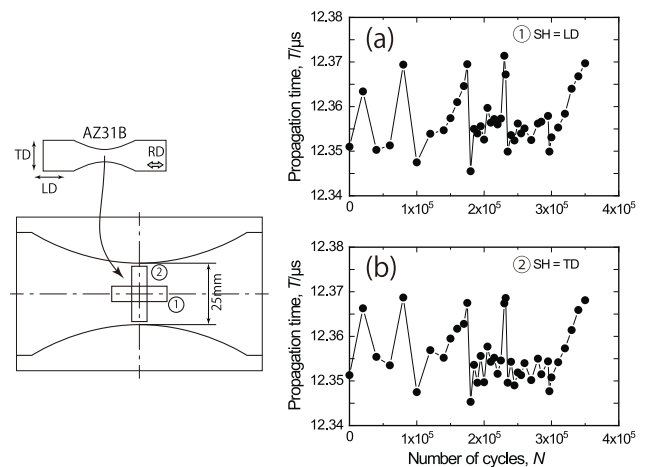 AZ31B
TD
RD
LD
②
①
25mm
(a)
① SH = LD
Propagation time, T/μs
12.38
12.37
12.36
12.35
12.34
0
1x10⁵
2x10⁵
3x10⁵
4x10⁵
(b)
② SH = TD
Propagation time, T/μs
12.38
12.37
12.36
12.35
12.34
0
1x10⁵
2x10⁵
3x10⁵
4x10⁵
Number of cycles, N